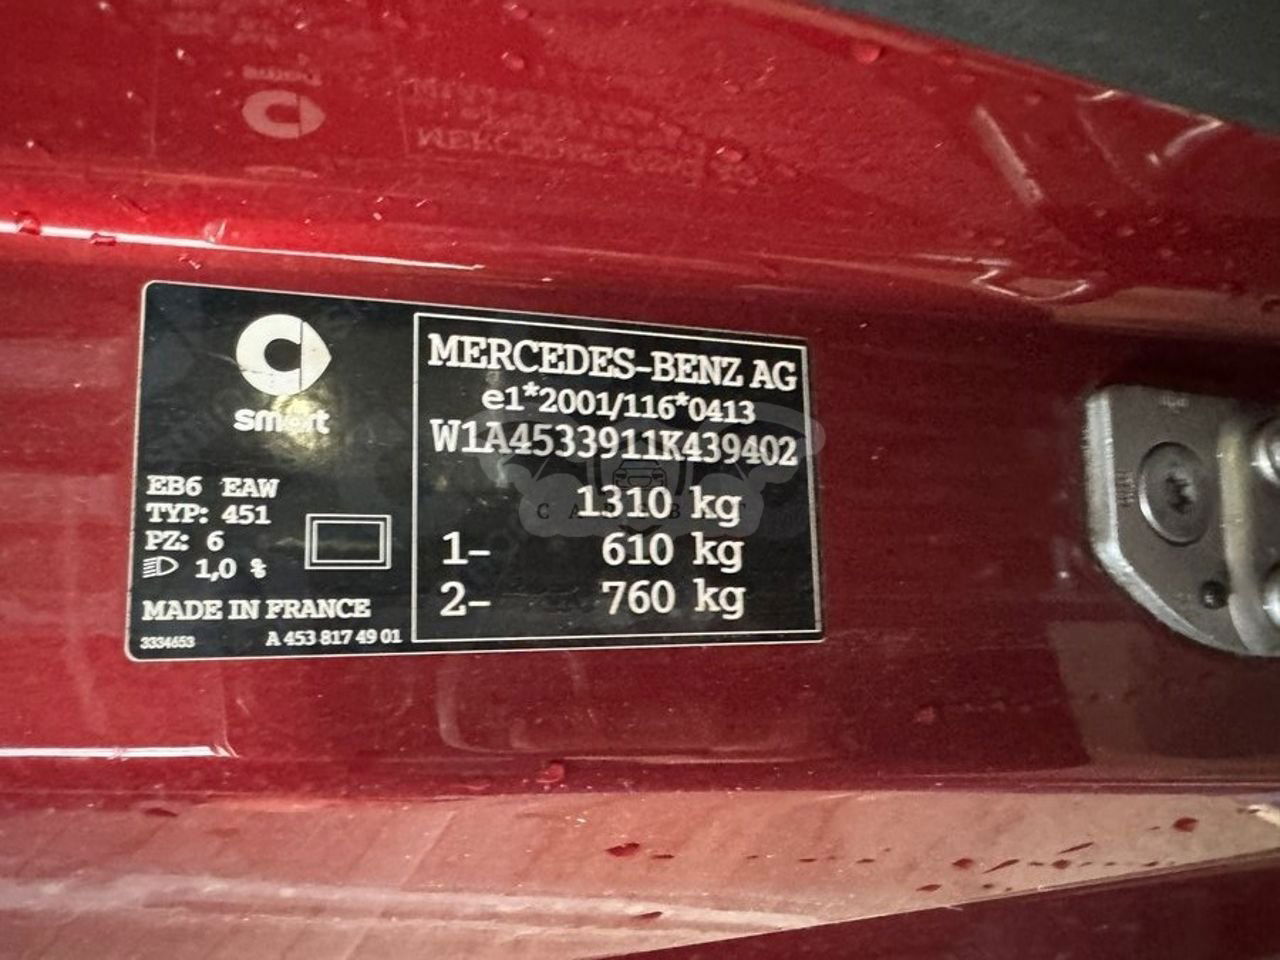 smart
EB6 EAW
TYP: 451
PZ: 6
1,0 %
MADE IN FRANCE
3334653
A 453 817 49 01
MERCEDES-BENZ AG
e1*2001/116*0413
W1A4533911K439402
1310 kg
1- 610 kg
2- 760 kg